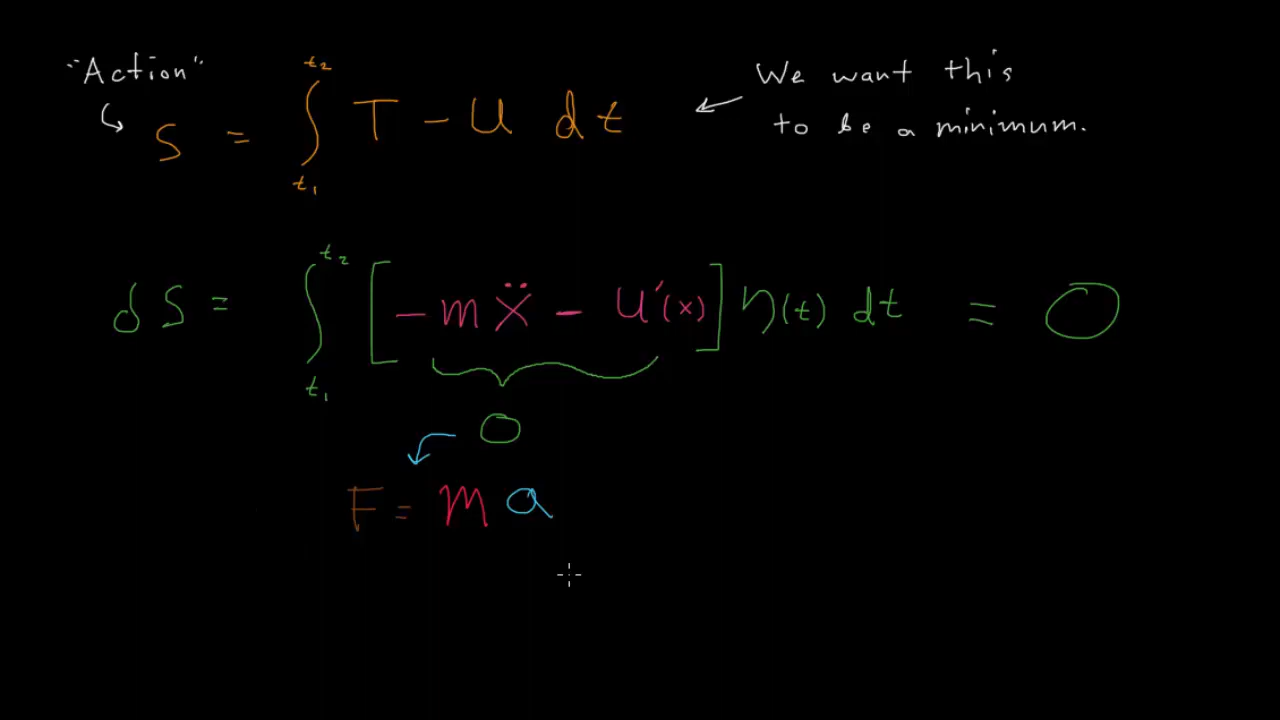 "Action"
We want this
to be a minimum.
S = ∫_{t₁}^{t₂} T - U dt
dS = ∫_{t₁}^{t₂} [-mẍ - U'(x)] η(t) dt = 0
0
F = ma